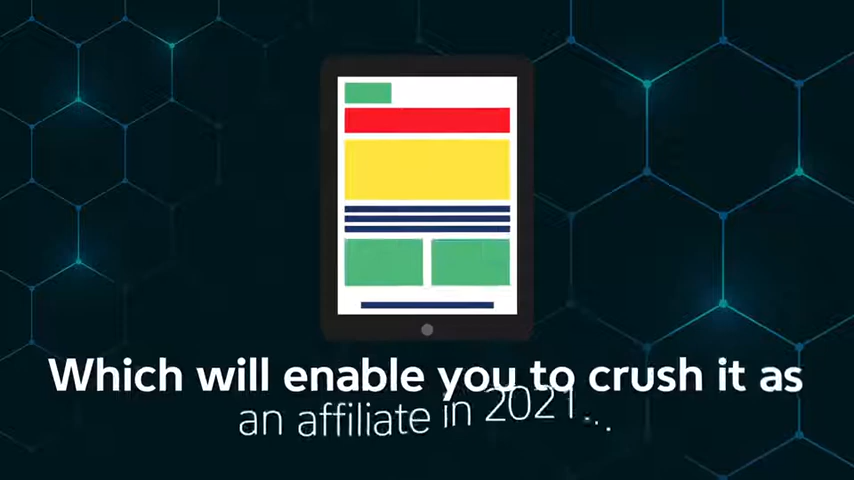 Which will enable you to crush it as
an affiliate in 2021...